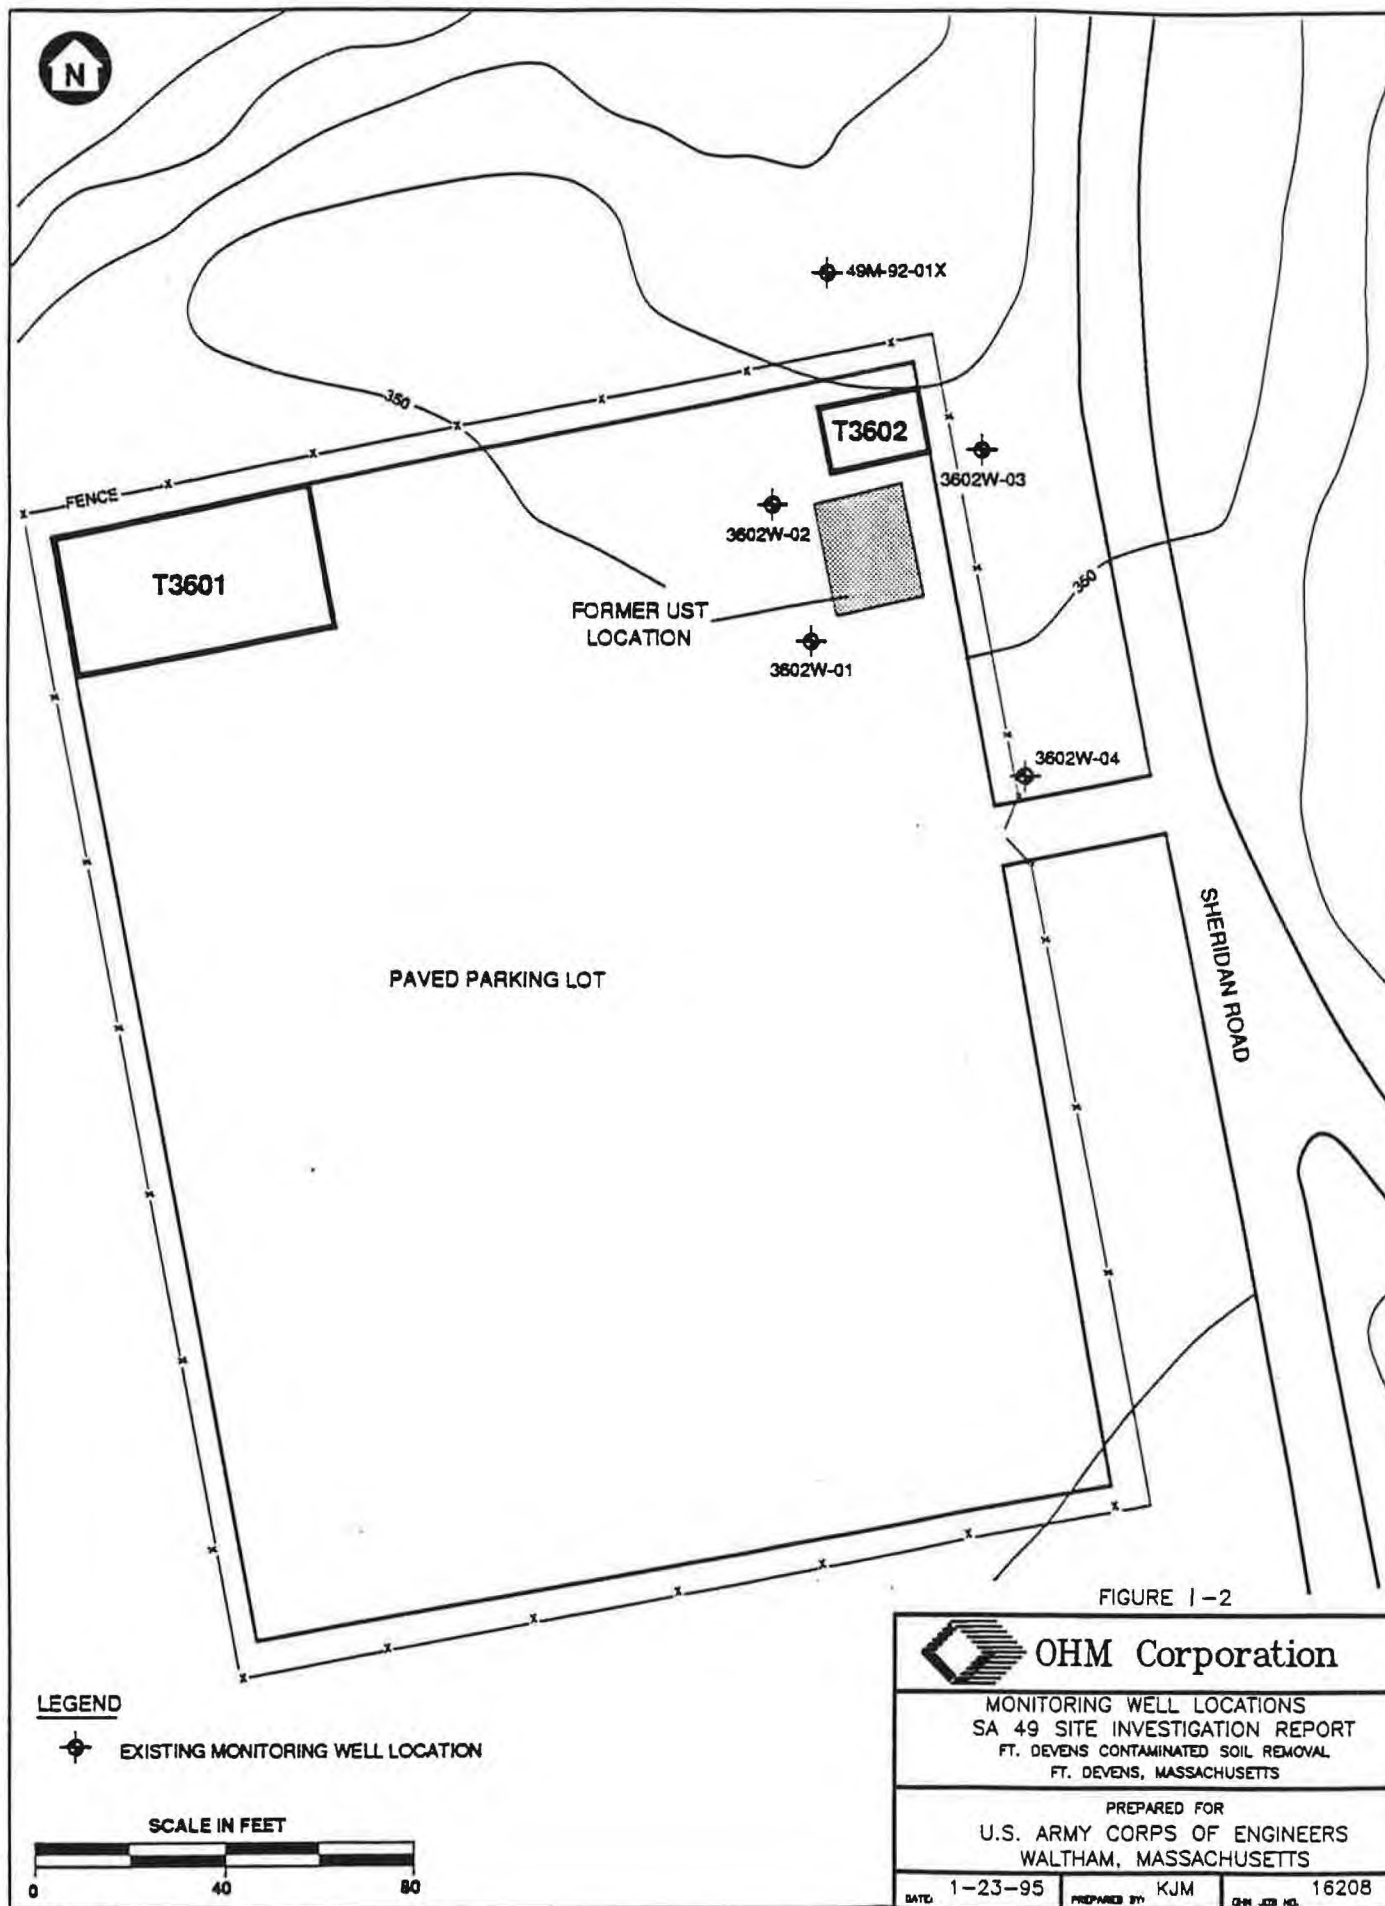 N
49M-92-01X
350
T3602
3602W-03
FENCE
3602W-02
T3601
350
FORMER UST
LOCATION
3602W-01
3602W-04
SHERIDAN ROAD
PAVED PARKING LOT
FIGURE 1-2
OHM Corporation
LEGEND
EXISTING MONITORING WELL LOCATION
MONITORING WELL LOCATIONS
SA 49 SITE INVESTIGATION REPORT
FT. DEVENS CONTAMINATED SOIL REMOVAL
FT. DEVENS, MASSACHUSETTS
SCALE IN FEET
0 40 80
PREPARED FOR
U.S. ARMY CORPS OF ENGINEERS
WALTHAM, MASSACHUSETTS
DATE: 1-23-95 PREPARED BY: KJM OHM JOB NO. 16208